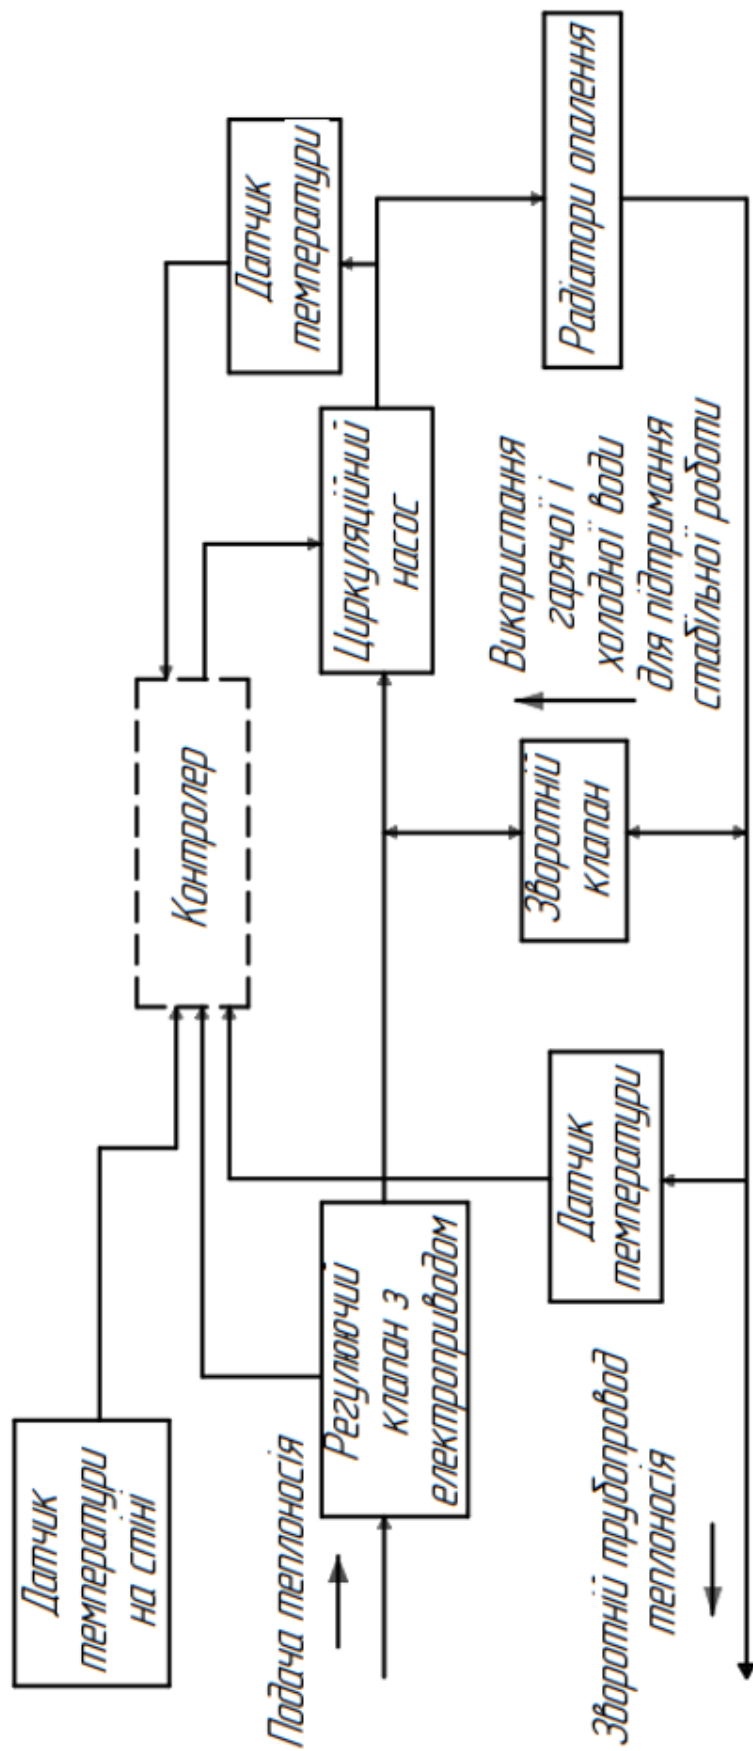 Датчик
температури
на стіні
Контролер
Датчик
температури
Подача теплоносія
Регулюючий
клапан з
електроприводом
Циркуляційний
насос
Використання
гарячої і
холодної води
для підтримання
стабільної роботи
Зворотній
клапан
Датчик
температури
Радіатори опалення
Зворотній трубопровод
теплоносія